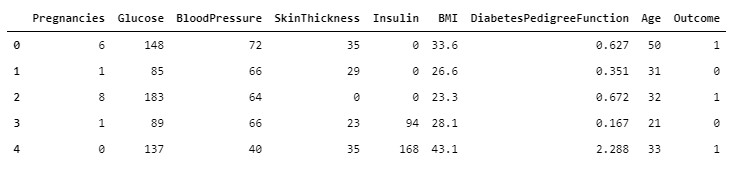 Pregnancies Glucose BloodPressure SkinThickness Insulin BMI DiabetesPedigreeFunction Age Outcome
0 6 148 72 35 0 33.6 0.627 50 1
1 1 85 66 29 0 26.6 0.351 31 0
2 8 183 64 0 0 23.3 0.672 32 1
3 1 89 66 23 94 28.1 0.167 21 0
4 0 137 40 35 168 43.1 2.288 33 1